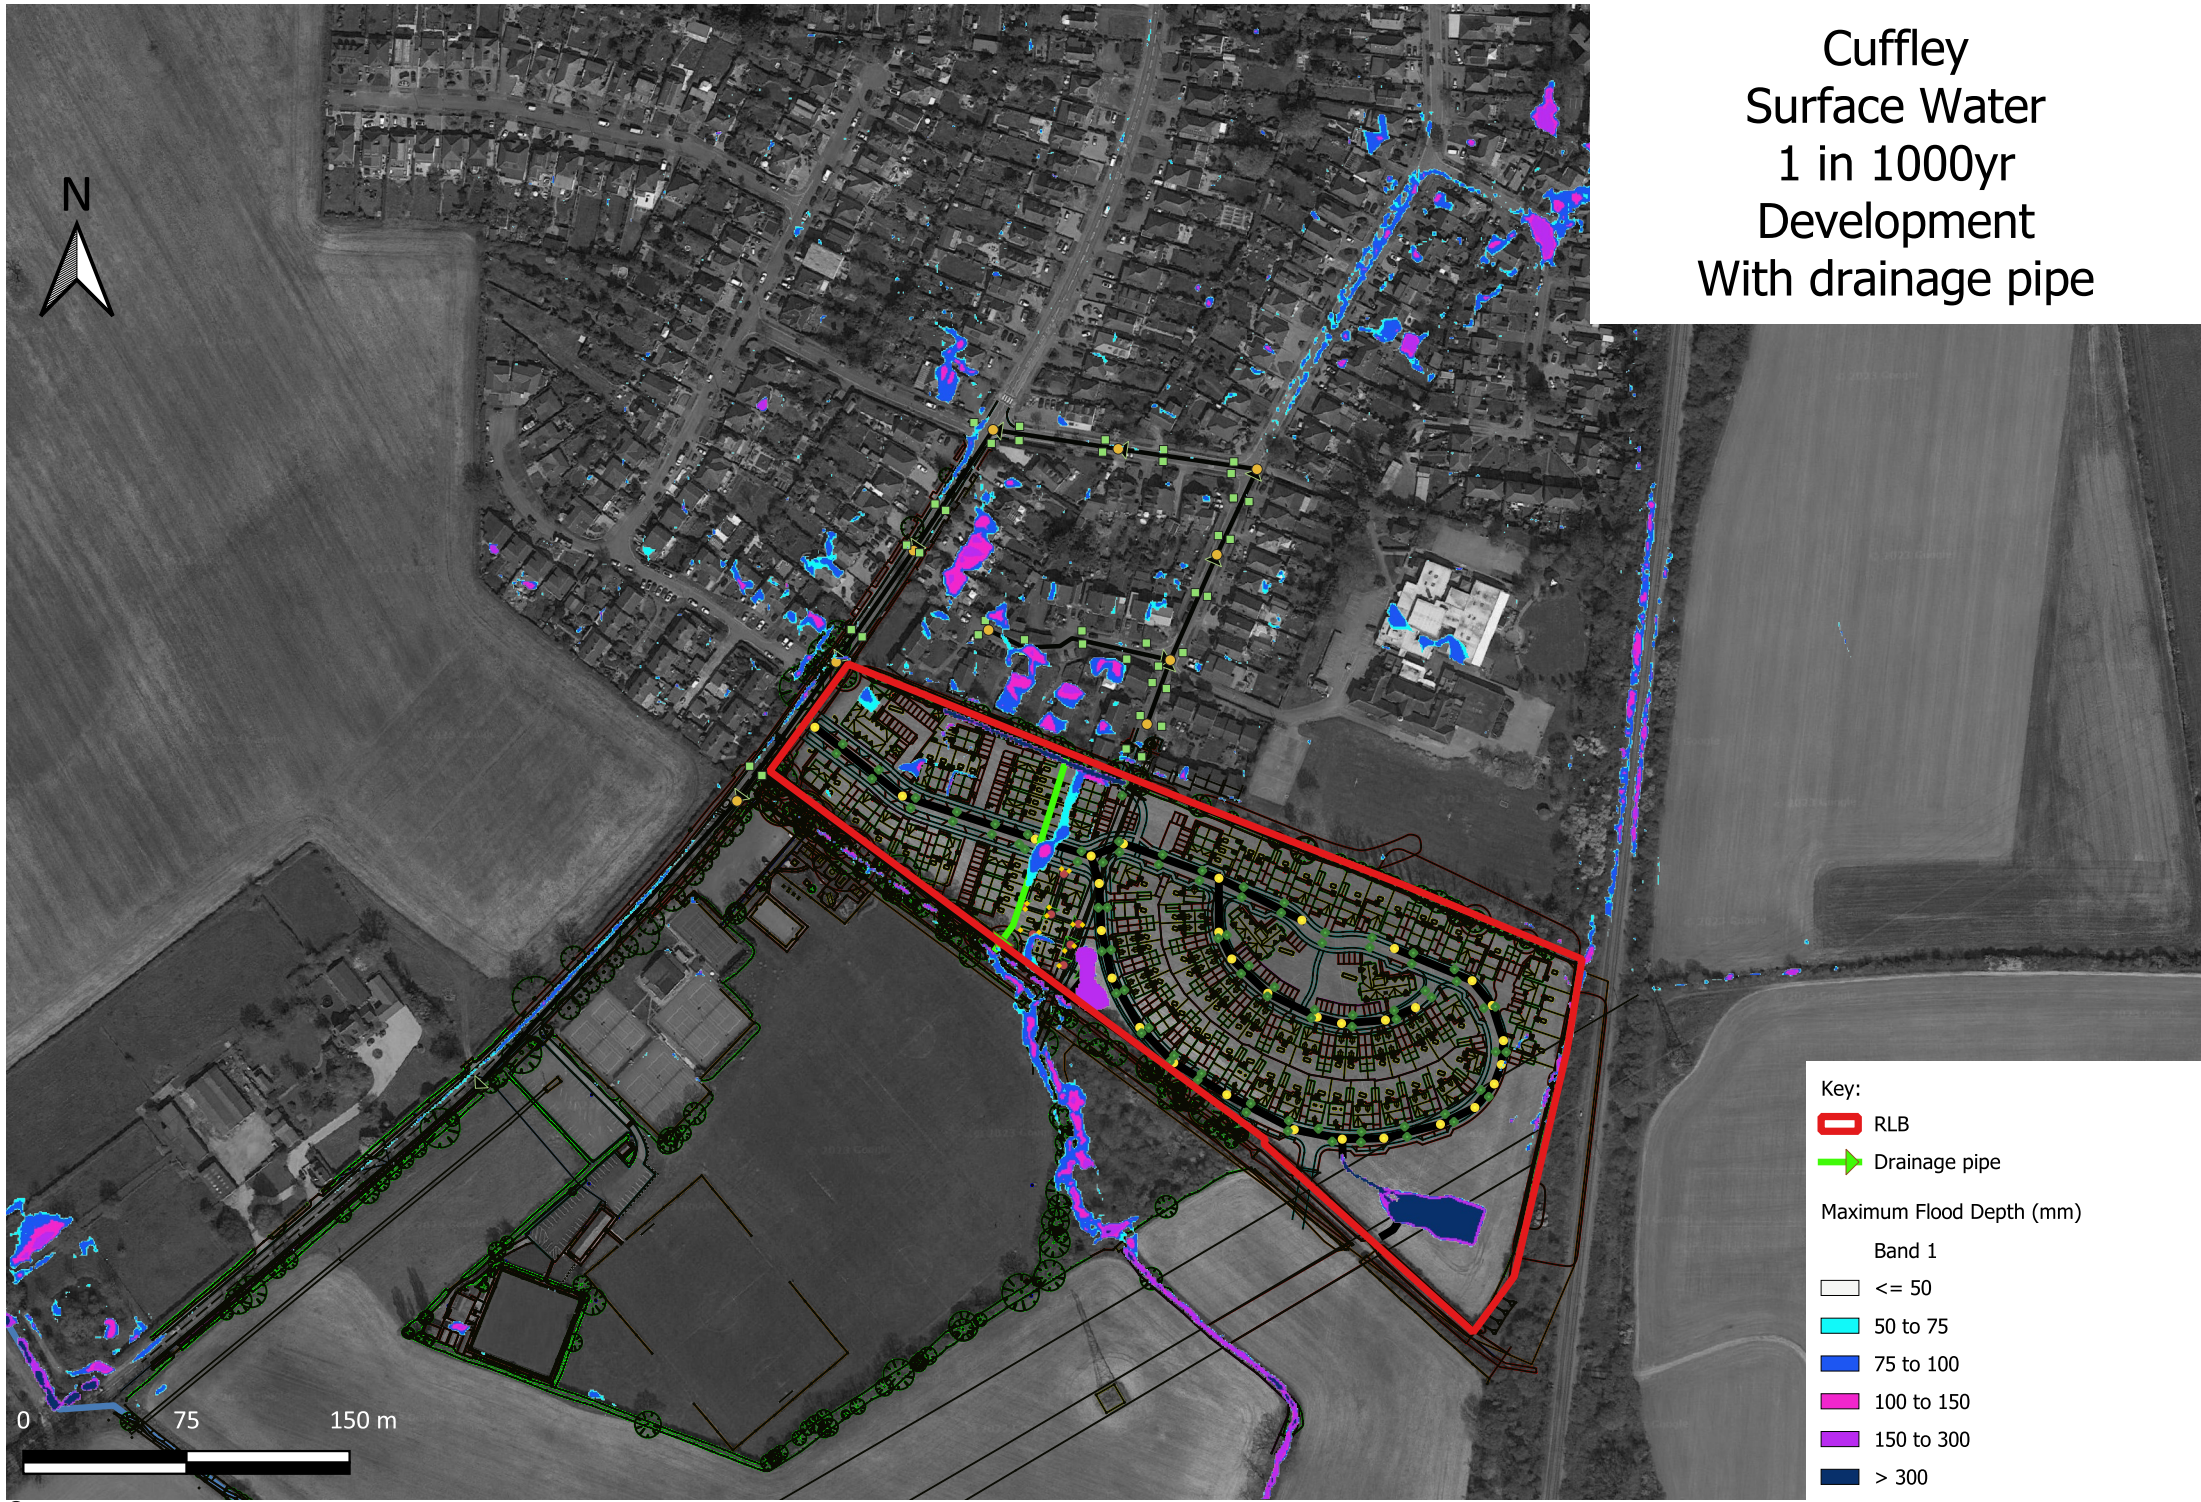 Cuffley
Surface Water
1 in 1000yr
Development
With drainage pipe
N
Key:
RLB
Drainage pipe
Maximum Flood Depth (mm)
Band 1
<= 50
50 to 75
75 to 100
100 to 150
150 to 300
> 300
0 75 150 m